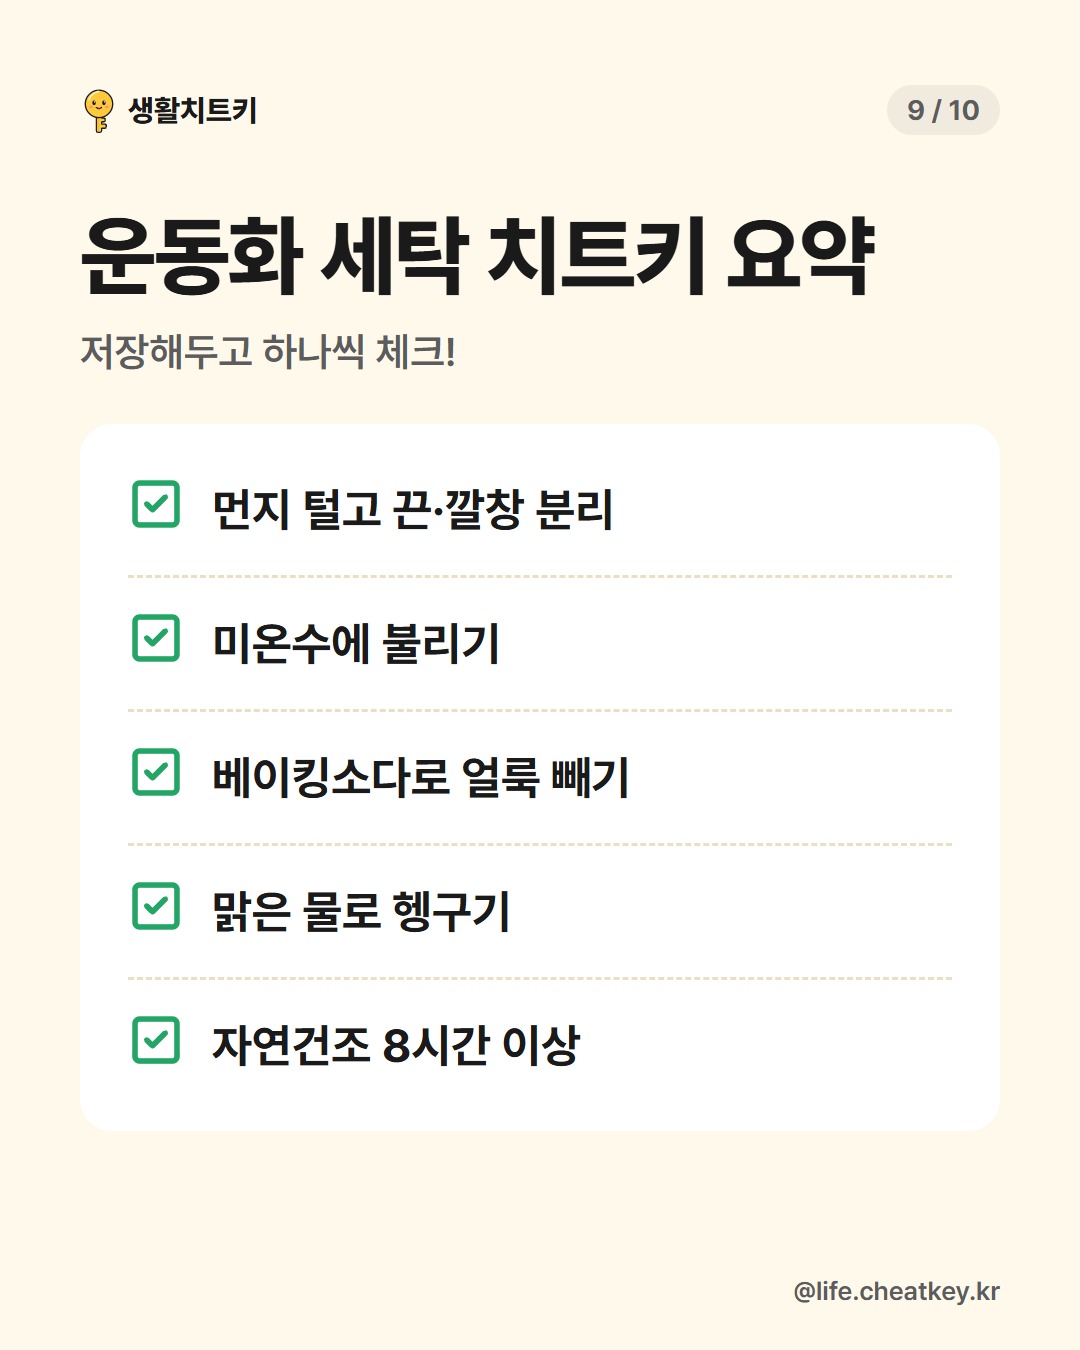 생활치트키
9 / 10
운동화 세탁 치트키 요약
저장해두고 하나씩 체크!
먼지 털고 끈·깔창 분리
미온수에 불리기
베이킹소다로 얼룩 빼기
맑은 물로 헹구기
자연건조 8시간 이상
@life.cheatkey.kr